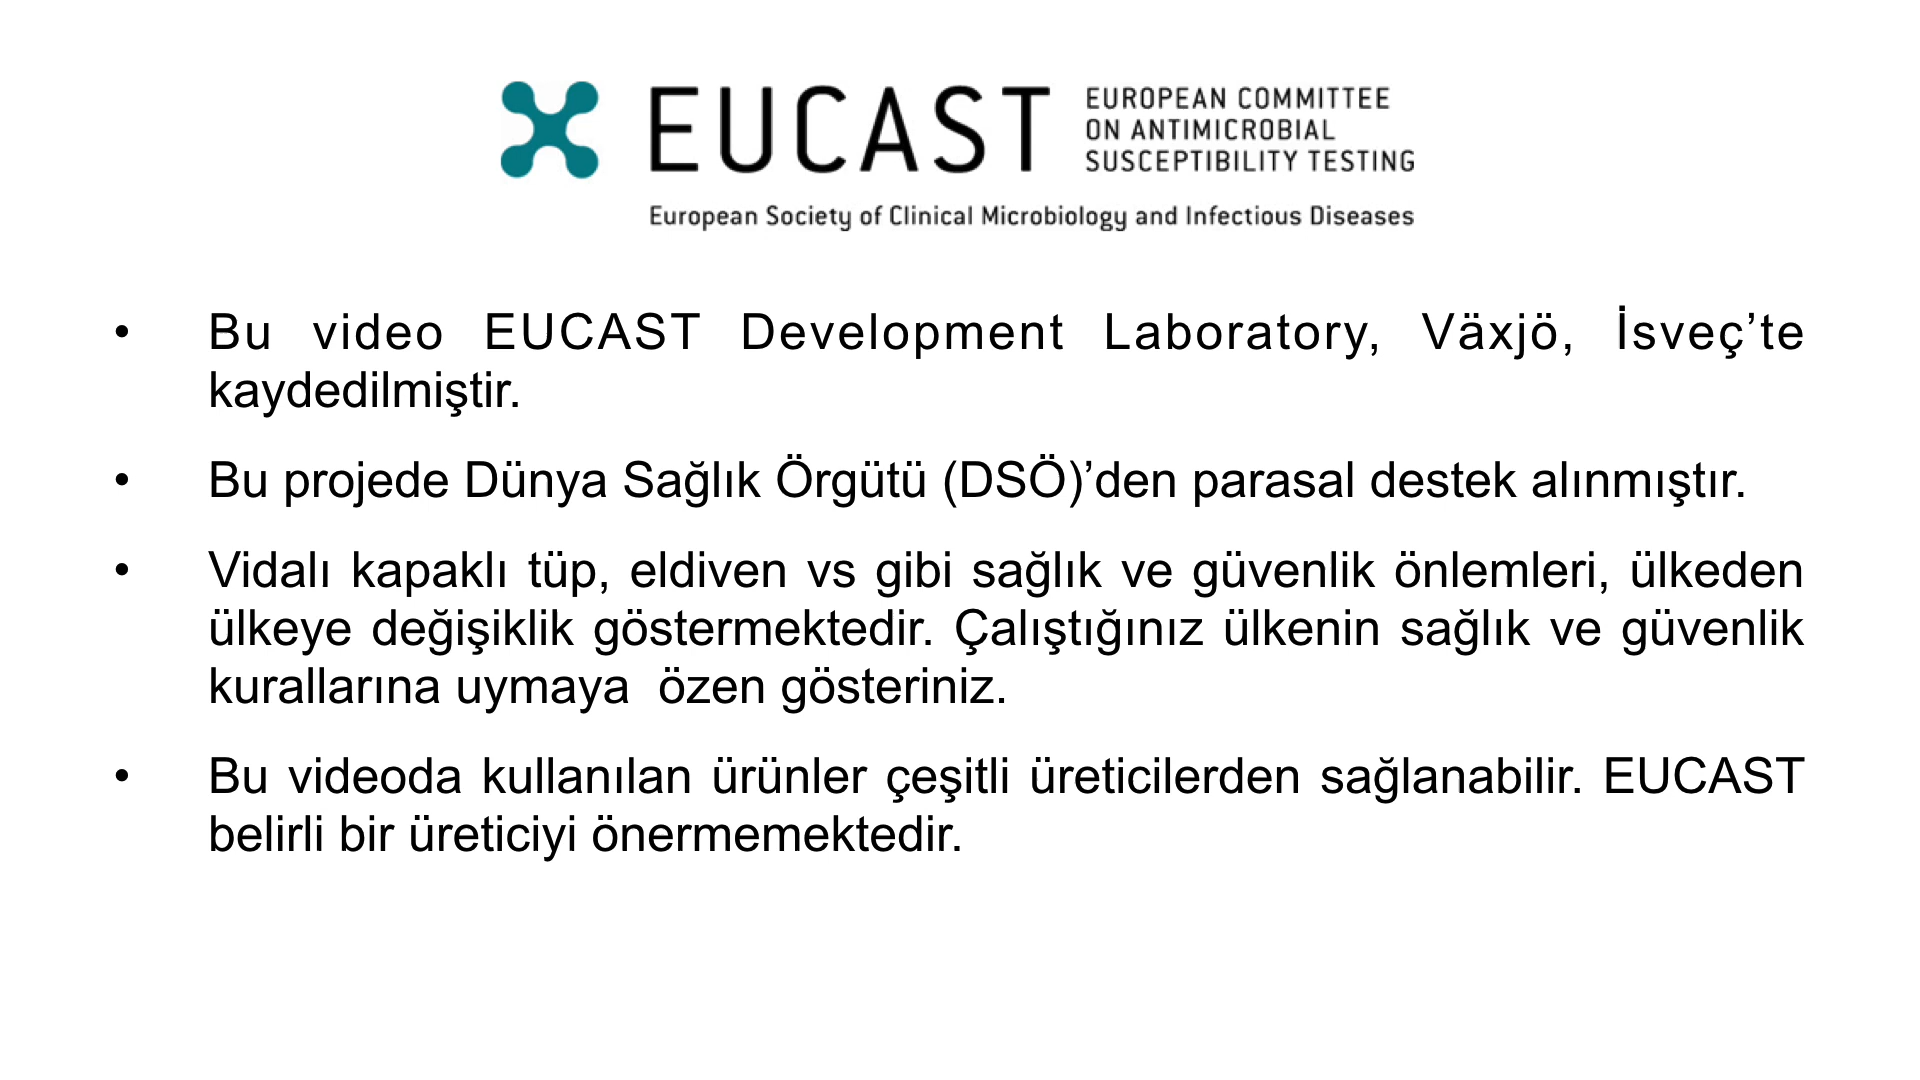 EUCAST
EUROPEAN COMMITTEE
ON ANTIMICROBIAL
SUSCEPTIBILITY TESTING
European Society of Clinical Microbiology and Infectious Diseases
• Bu video EUCAST Development Laboratory, Växjö, İsveç’te
kaydedilmiştir.
• Bu projede Dünya Sağlık Örgütü (DSÖ)’den parasal destek alınmıştır.
• Vidalı kapaklı tüp, eldiven vs gibi sağlık ve güvenlik önlemleri, ülkeden
ülkeye değişiklik göstermektedir. Çalıştığınız ülkenin sağlık ve güvenlik
kurallarına uymaya  özen gösteriniz.
• Bu videoda kullanılan ürünler çeşitli üreticilerden sağlanabilir. EUCAST
belirli bir üreticiyi önermemektedir.